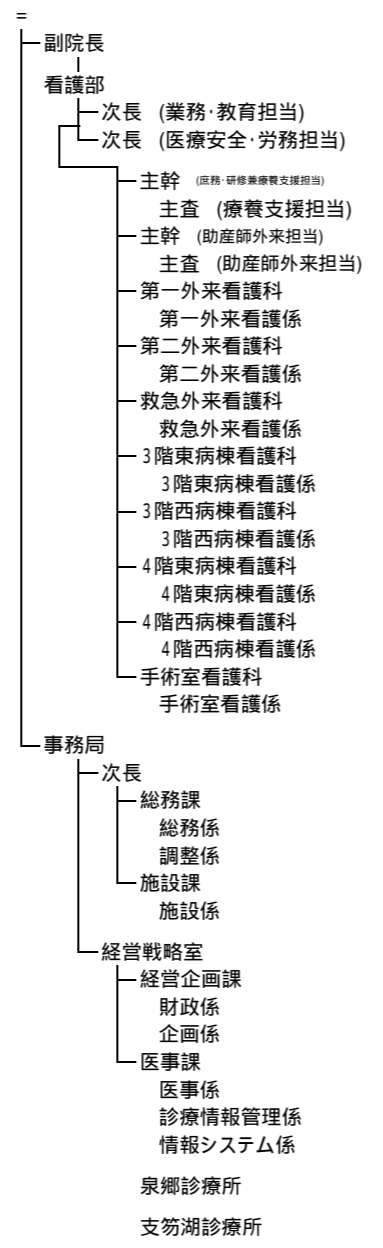 =
副院長
看護部
次長 (業務･教育担当)
次長 (医療安全･労務担当)
主幹 (庶務･研修兼療養支援担当)
主査 (療養支援担当)
主幹 (助産師外来担当)
主査 (助産師外来担当)
第一外来看護科
第一外来看護係
第二外来看護科
第二外来看護係
救急外来看護科
救急外来看護係
3階東病棟看護科
3階東病棟看護係
3階西病棟看護科
3階西病棟看護係
4階東病棟看護科
4階東病棟看護係
4階西病棟看護科
4階西病棟看護係
手術室看護科
手術室看護係
事務局
次長
総務課
総務係
調整係
施設課
施設係
経営戦略室
経営企画課
財政係
企画係
医事課
医事係
診療情報管理係
情報システム係
泉郷診療所
支笏湖診療所